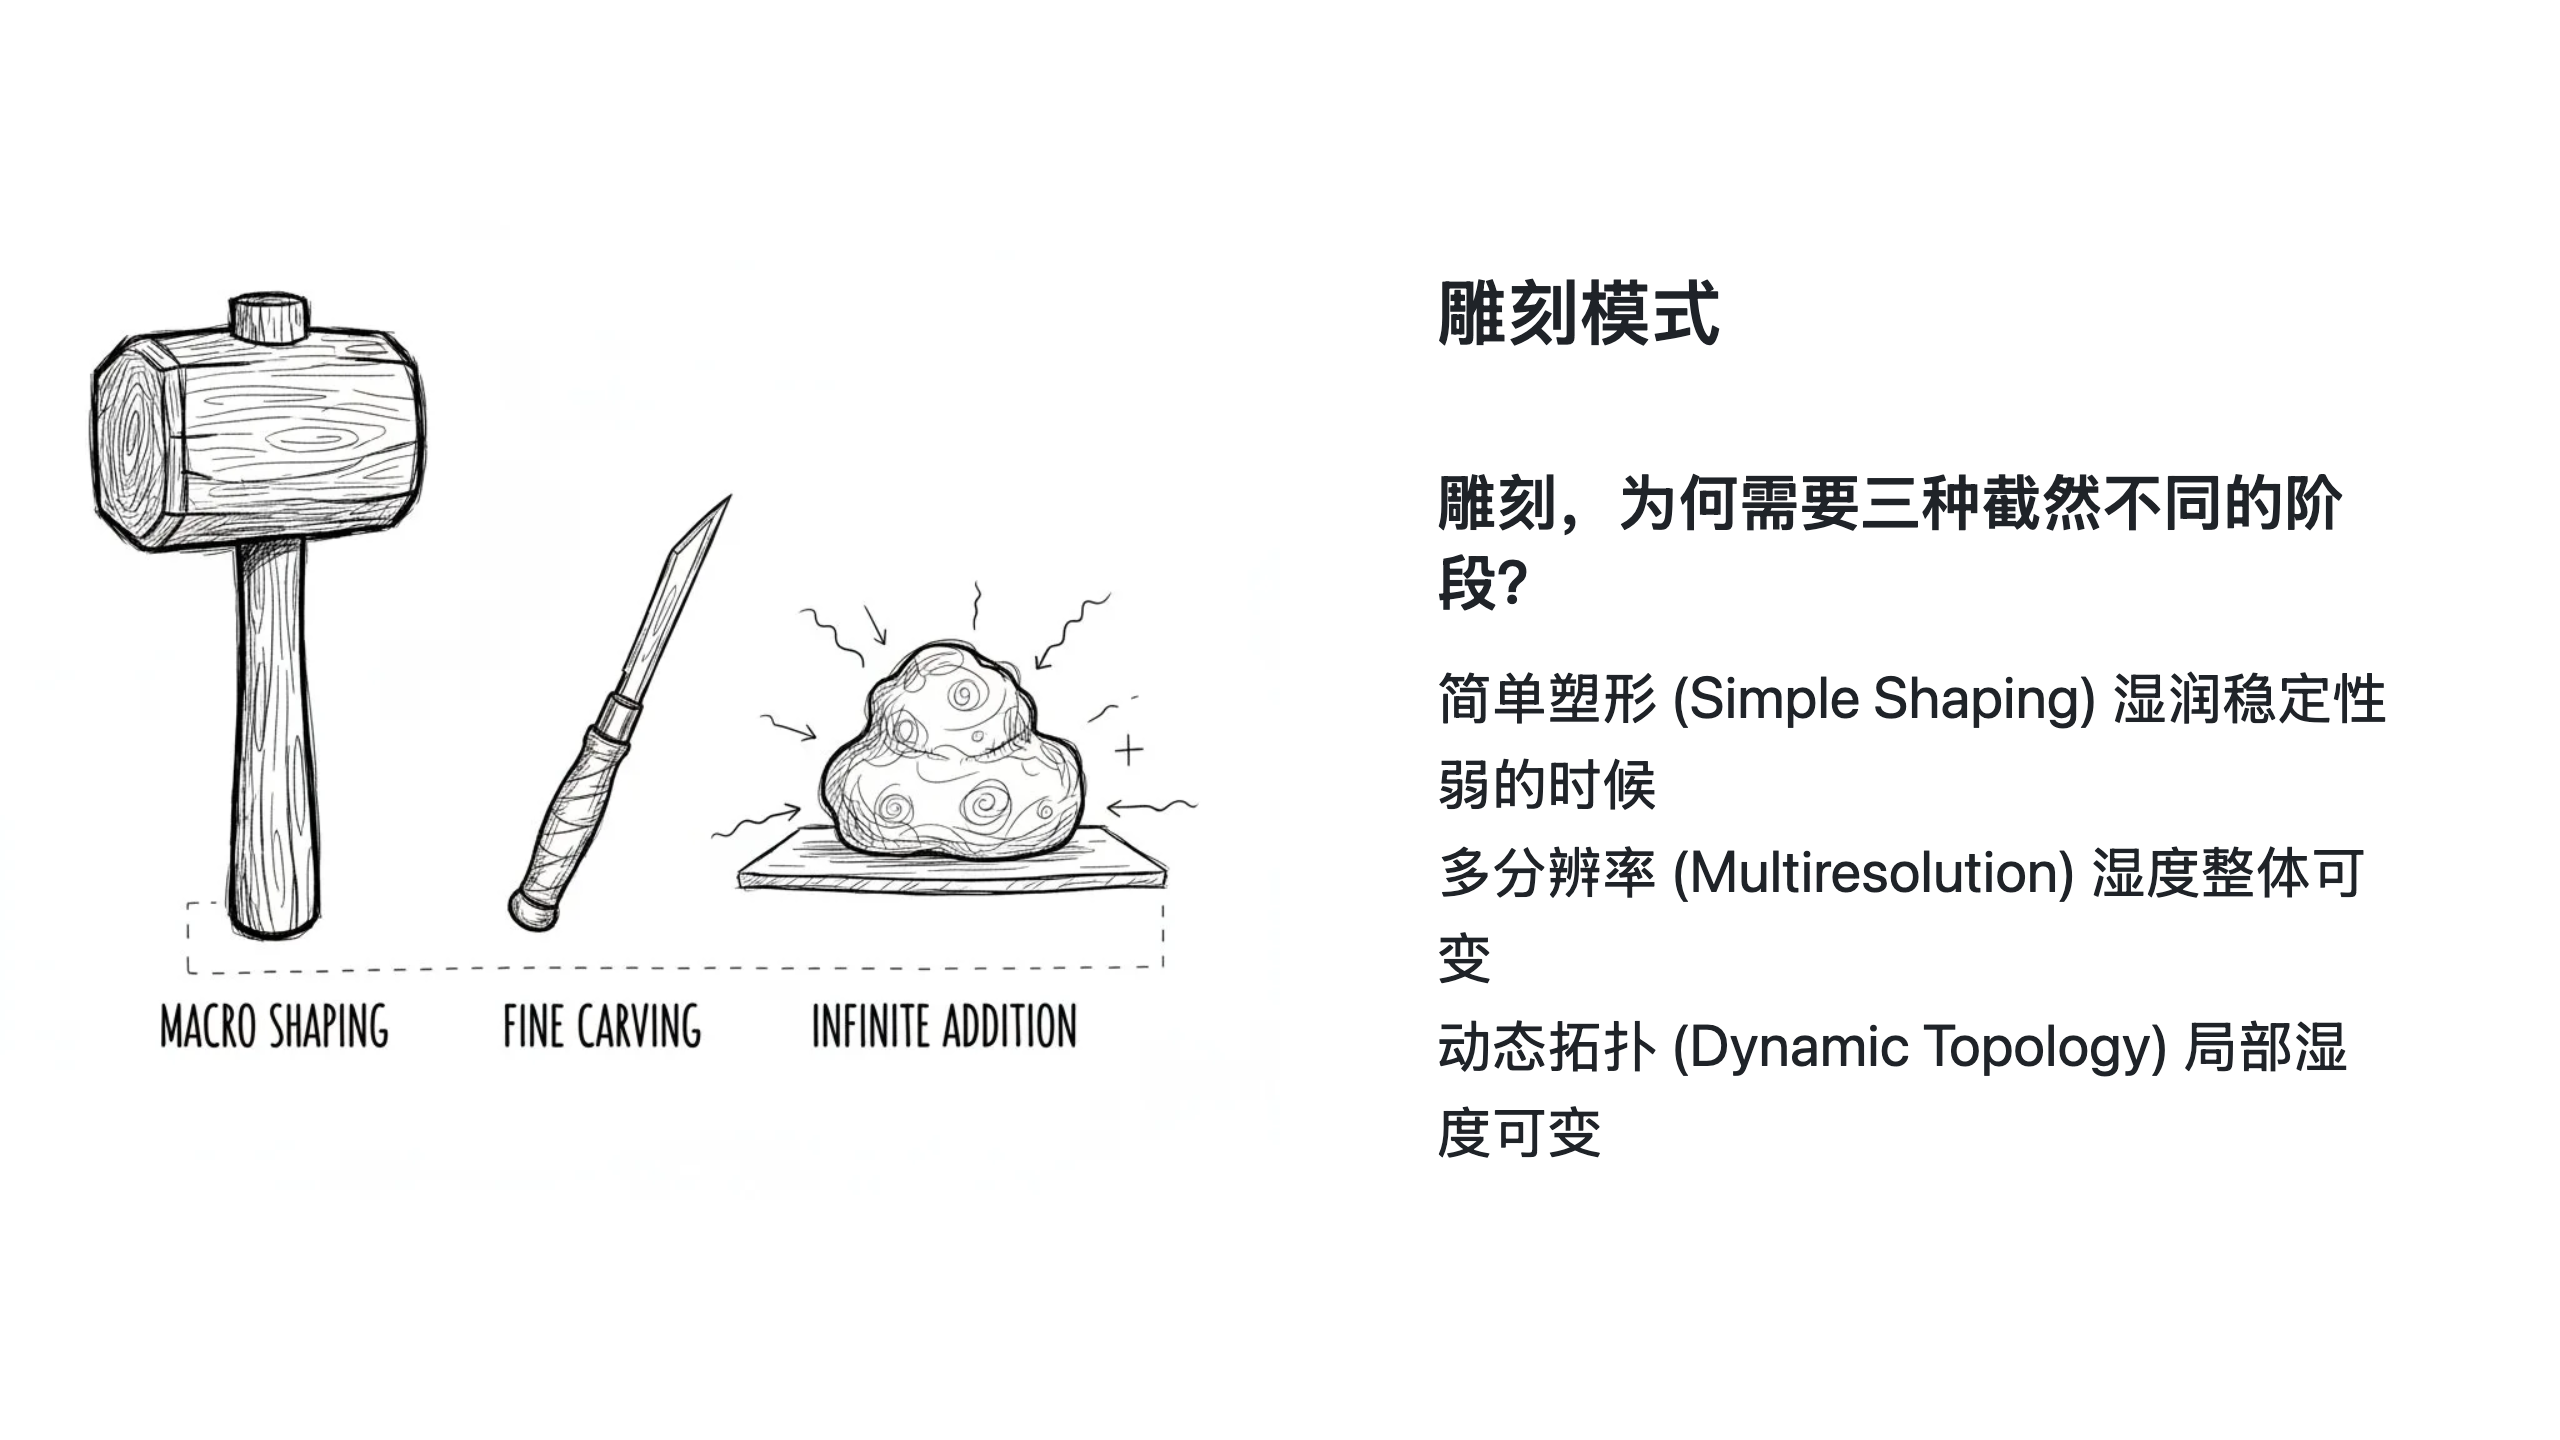 MACRO SHAPING
FINE CARVING
INFINITE ADDITION
雕刻模式
雕刻，为何需要三种截然不同的阶
段？
简单塑形 (Simple Shaping) 湿润稳定性
弱的时候
多分辨率 (Multiresolution) 湿度整体可
变
动态拓扑 (Dynamic Topology) 局部湿
度可变